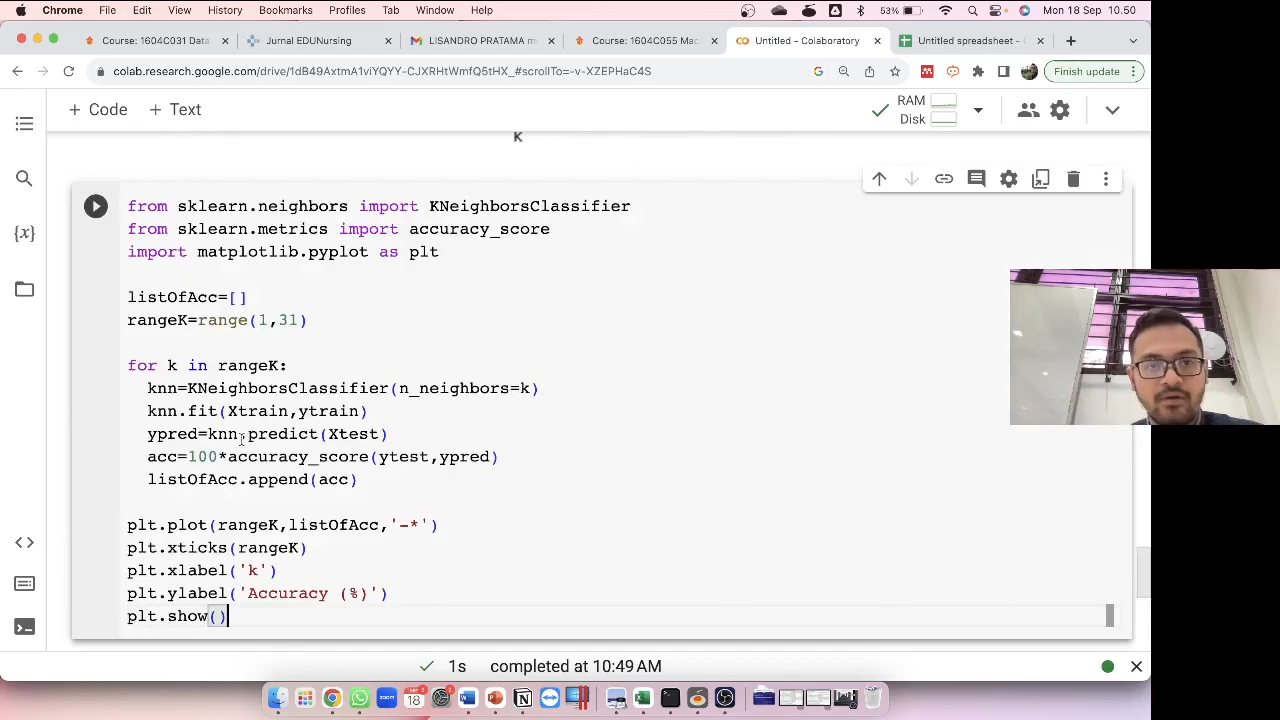 Chrome File Edit View History Bookmarks Profiles Tab Window Help 53% Mon 18 Sep 10.50
Course: 1604C031 Dat Jurnal EDUNursing LISANDRO PRATAMA m Course: 1604C055 Mac Untitled - Colaboratory Untitled spreadsheet -
colab.research.google.com/drive/1dB49AxtmA1viYQYY-CJXRHtWmfQ5tHX_#scrollTo=-v-XZEPHaC4S Finish update
+ Code + Text RAM
Disk
K
from sklearn.neighbors import KNeighborsClassifier
from sklearn.metrics import accuracy_score
import matplotlib.pyplot as plt
listOfAcc=[]
rangeK=range(1,31)
for k in rangeK:
knn=KNeighborsClassifier(n_neighbors=k)
knn.fit(Xtrain,ytrain)
ypred=knn.predict(Xtest)
acc=100*accuracy_score(ytest,ypred)
listOfAcc.append(acc)
plt.plot(rangeK,listOfAcc,'-*')
plt.xticks(rangeK)
plt.xlabel('k')
plt.ylabel('Accuracy (%)')
plt.show()
1s completed at 10:49 AM